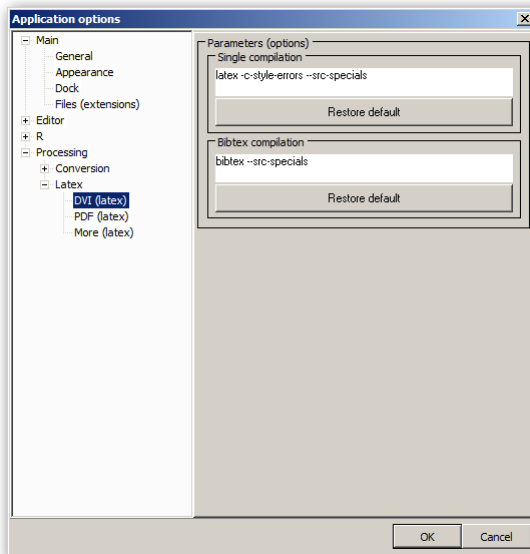 Application options
Main
General
Appearance
Dock
Files (extensions)
Editor
R
Processing
Conversion
Latex
DVI (latex)
PDF (latex)
More (latex)
Parameters (options)
Single compilation
latex -c-style-errors --src-specials
Restore default
Bibtex compilation
bibtex --src-specials
Restore default
OK
Cancel